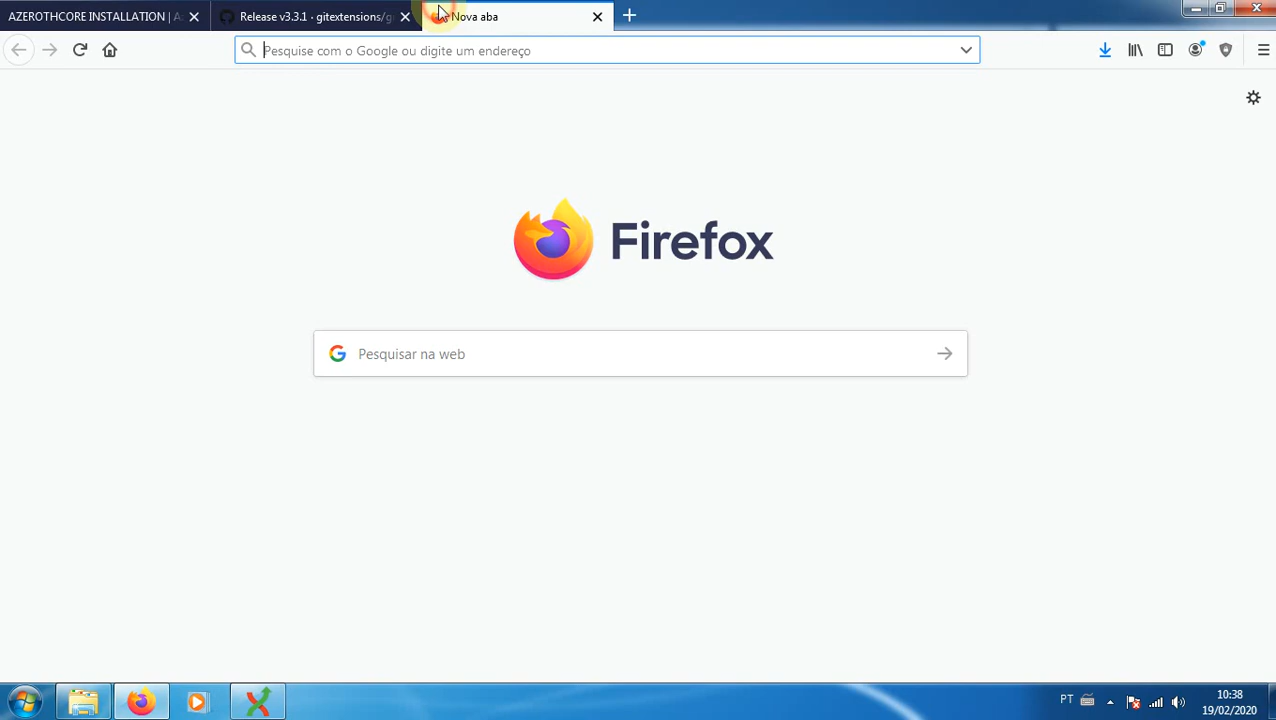 AZEROTHCORE INSTALLATION | A
Release v3.3.1 · gitextensions/g
Nova aba
Pesquise com o Google ou digite um endereço
Firefox
Pesquisar na web
PT
10:38
19/02/2020